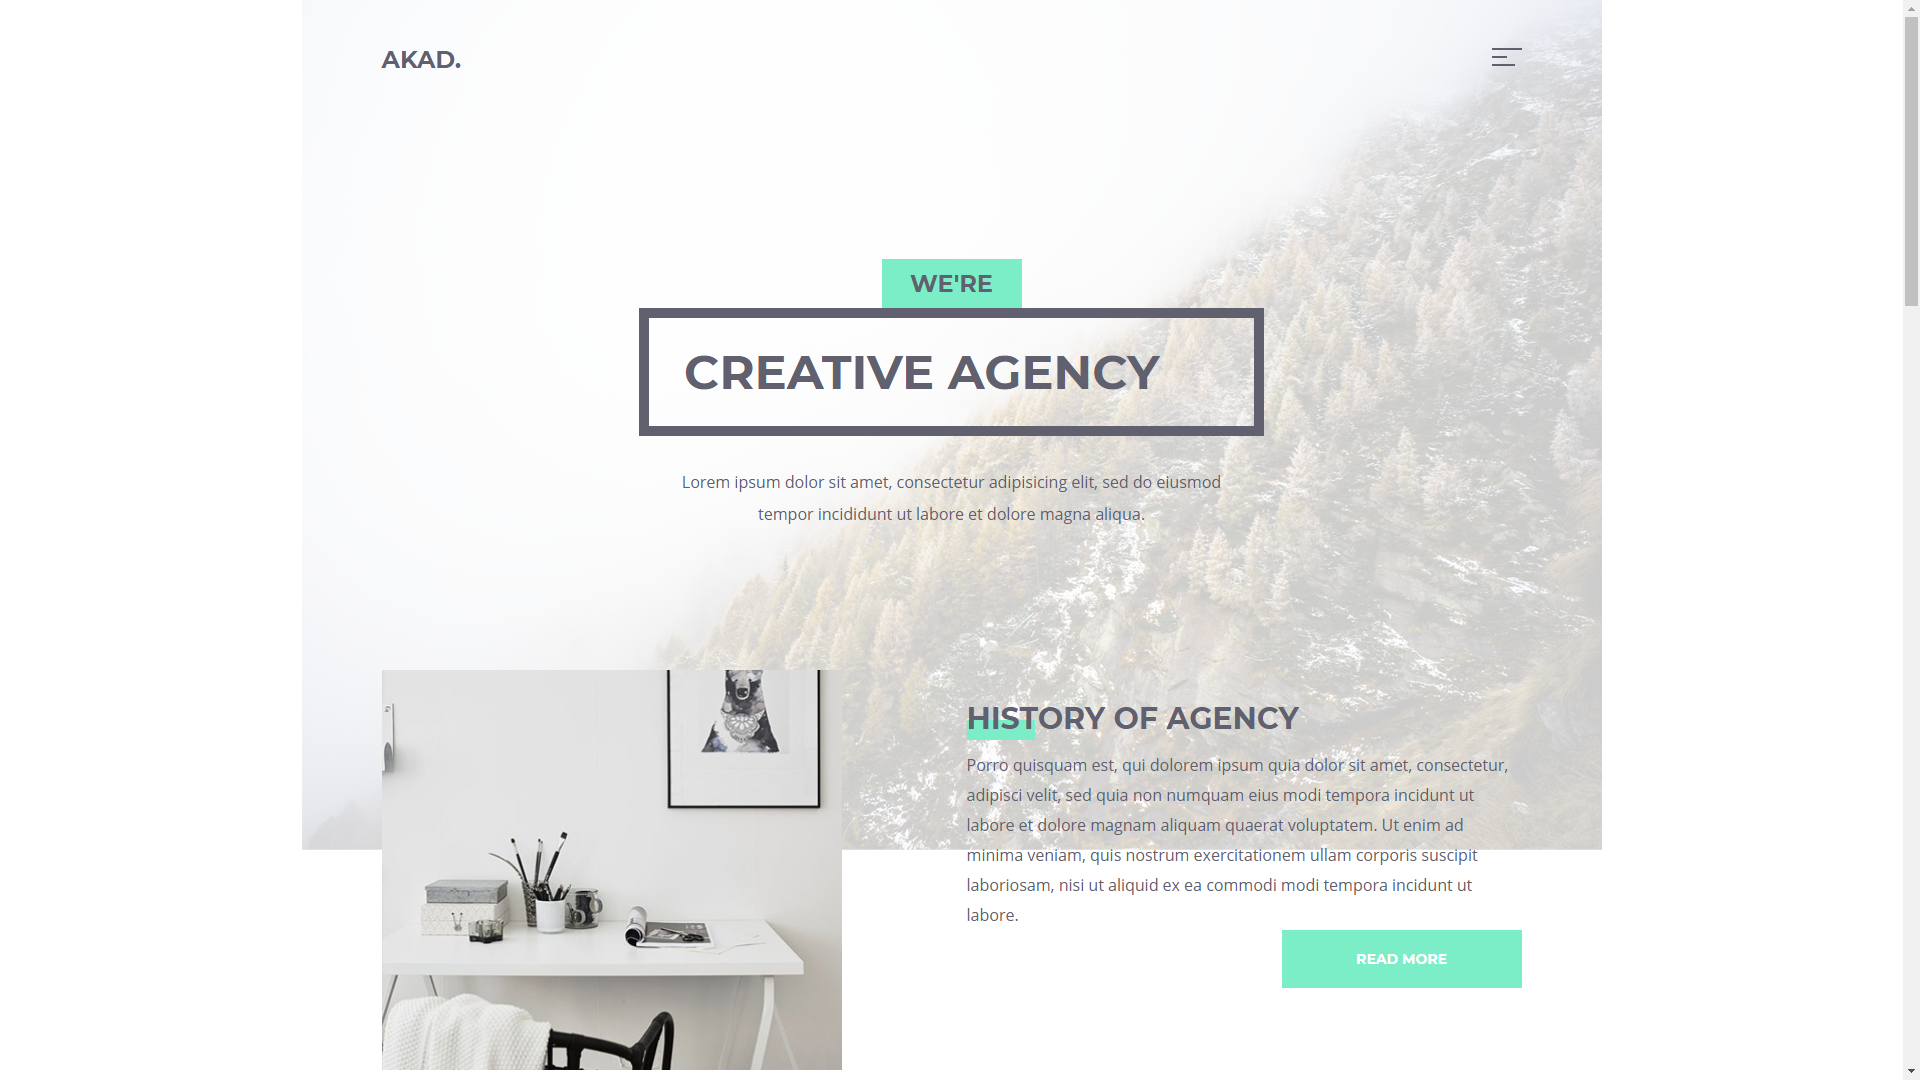 AKAD.
WE'RE
CREATIVE AGENCY
Lorem ipsum dolor sit amet, consectetur adipisicing elit, sed do eiusmod
tempor incididunt ut labore et dolore magna aliqua.
HISTORY OF AGENCY
Porro quisquam est, qui dolorem ipsum quia dolor sit amet, consectetur,
adipisci velit, sed quia non numquam eius modi tempora incidunt ut
labore et dolore magnam aliquam quaerat voluptatem. Ut enim ad
minima veniam, quis nostrum exercitationem ullam corporis suscipit
laboriosam, nisi ut aliquid ex ea commodi modi tempora incidunt ut
labore.
READ MORE